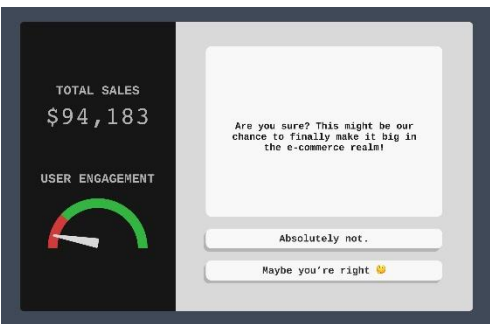 TOTAL SALES
$94,183
USER ENGAGEMENT
Are you sure? This might be our
chance to finally make it big in
the e-commerce realm!
Absolutely not.
Maybe you're right 🤔